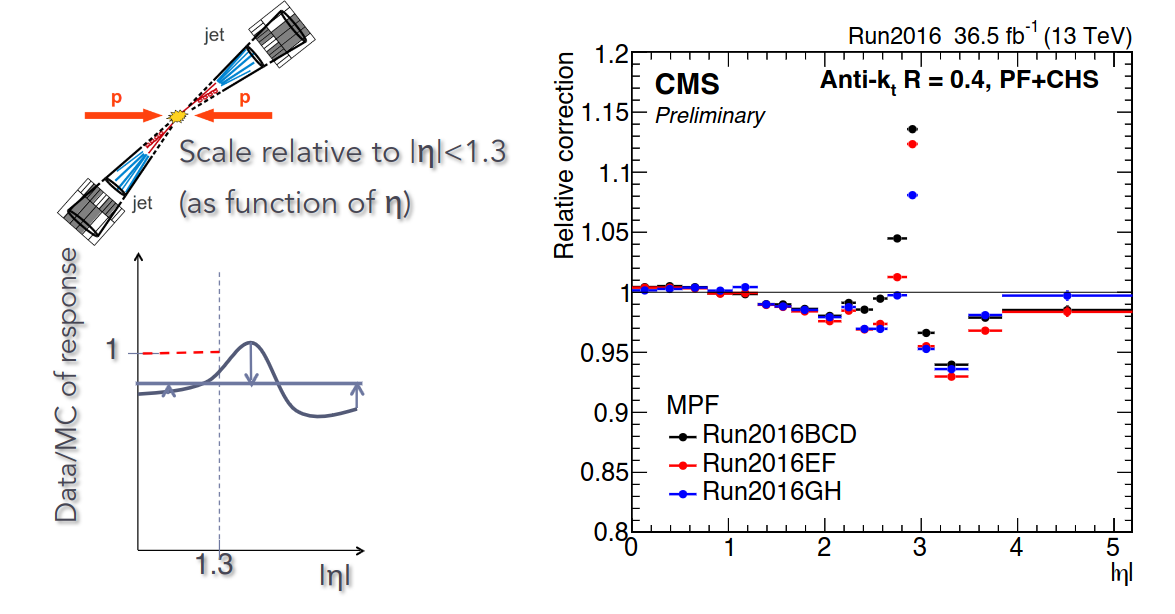 jet
p
p
Scale relative to |η|<1.3
(as function of η)
jet
Data/MC of response
1
1.3
|η|
Run2016 36.5 fb⁻¹ (13 TeV)
CMS
Anti-kₜ R = 0.4, PF+CHS
Preliminary
Relative correction
1.2
1.15
1.1
1.05
1
0.95
0.9
0.85
0.8
MPF
Run2016BCD
Run2016EF
Run2016GH
0 1 2 3 4 5
|η|